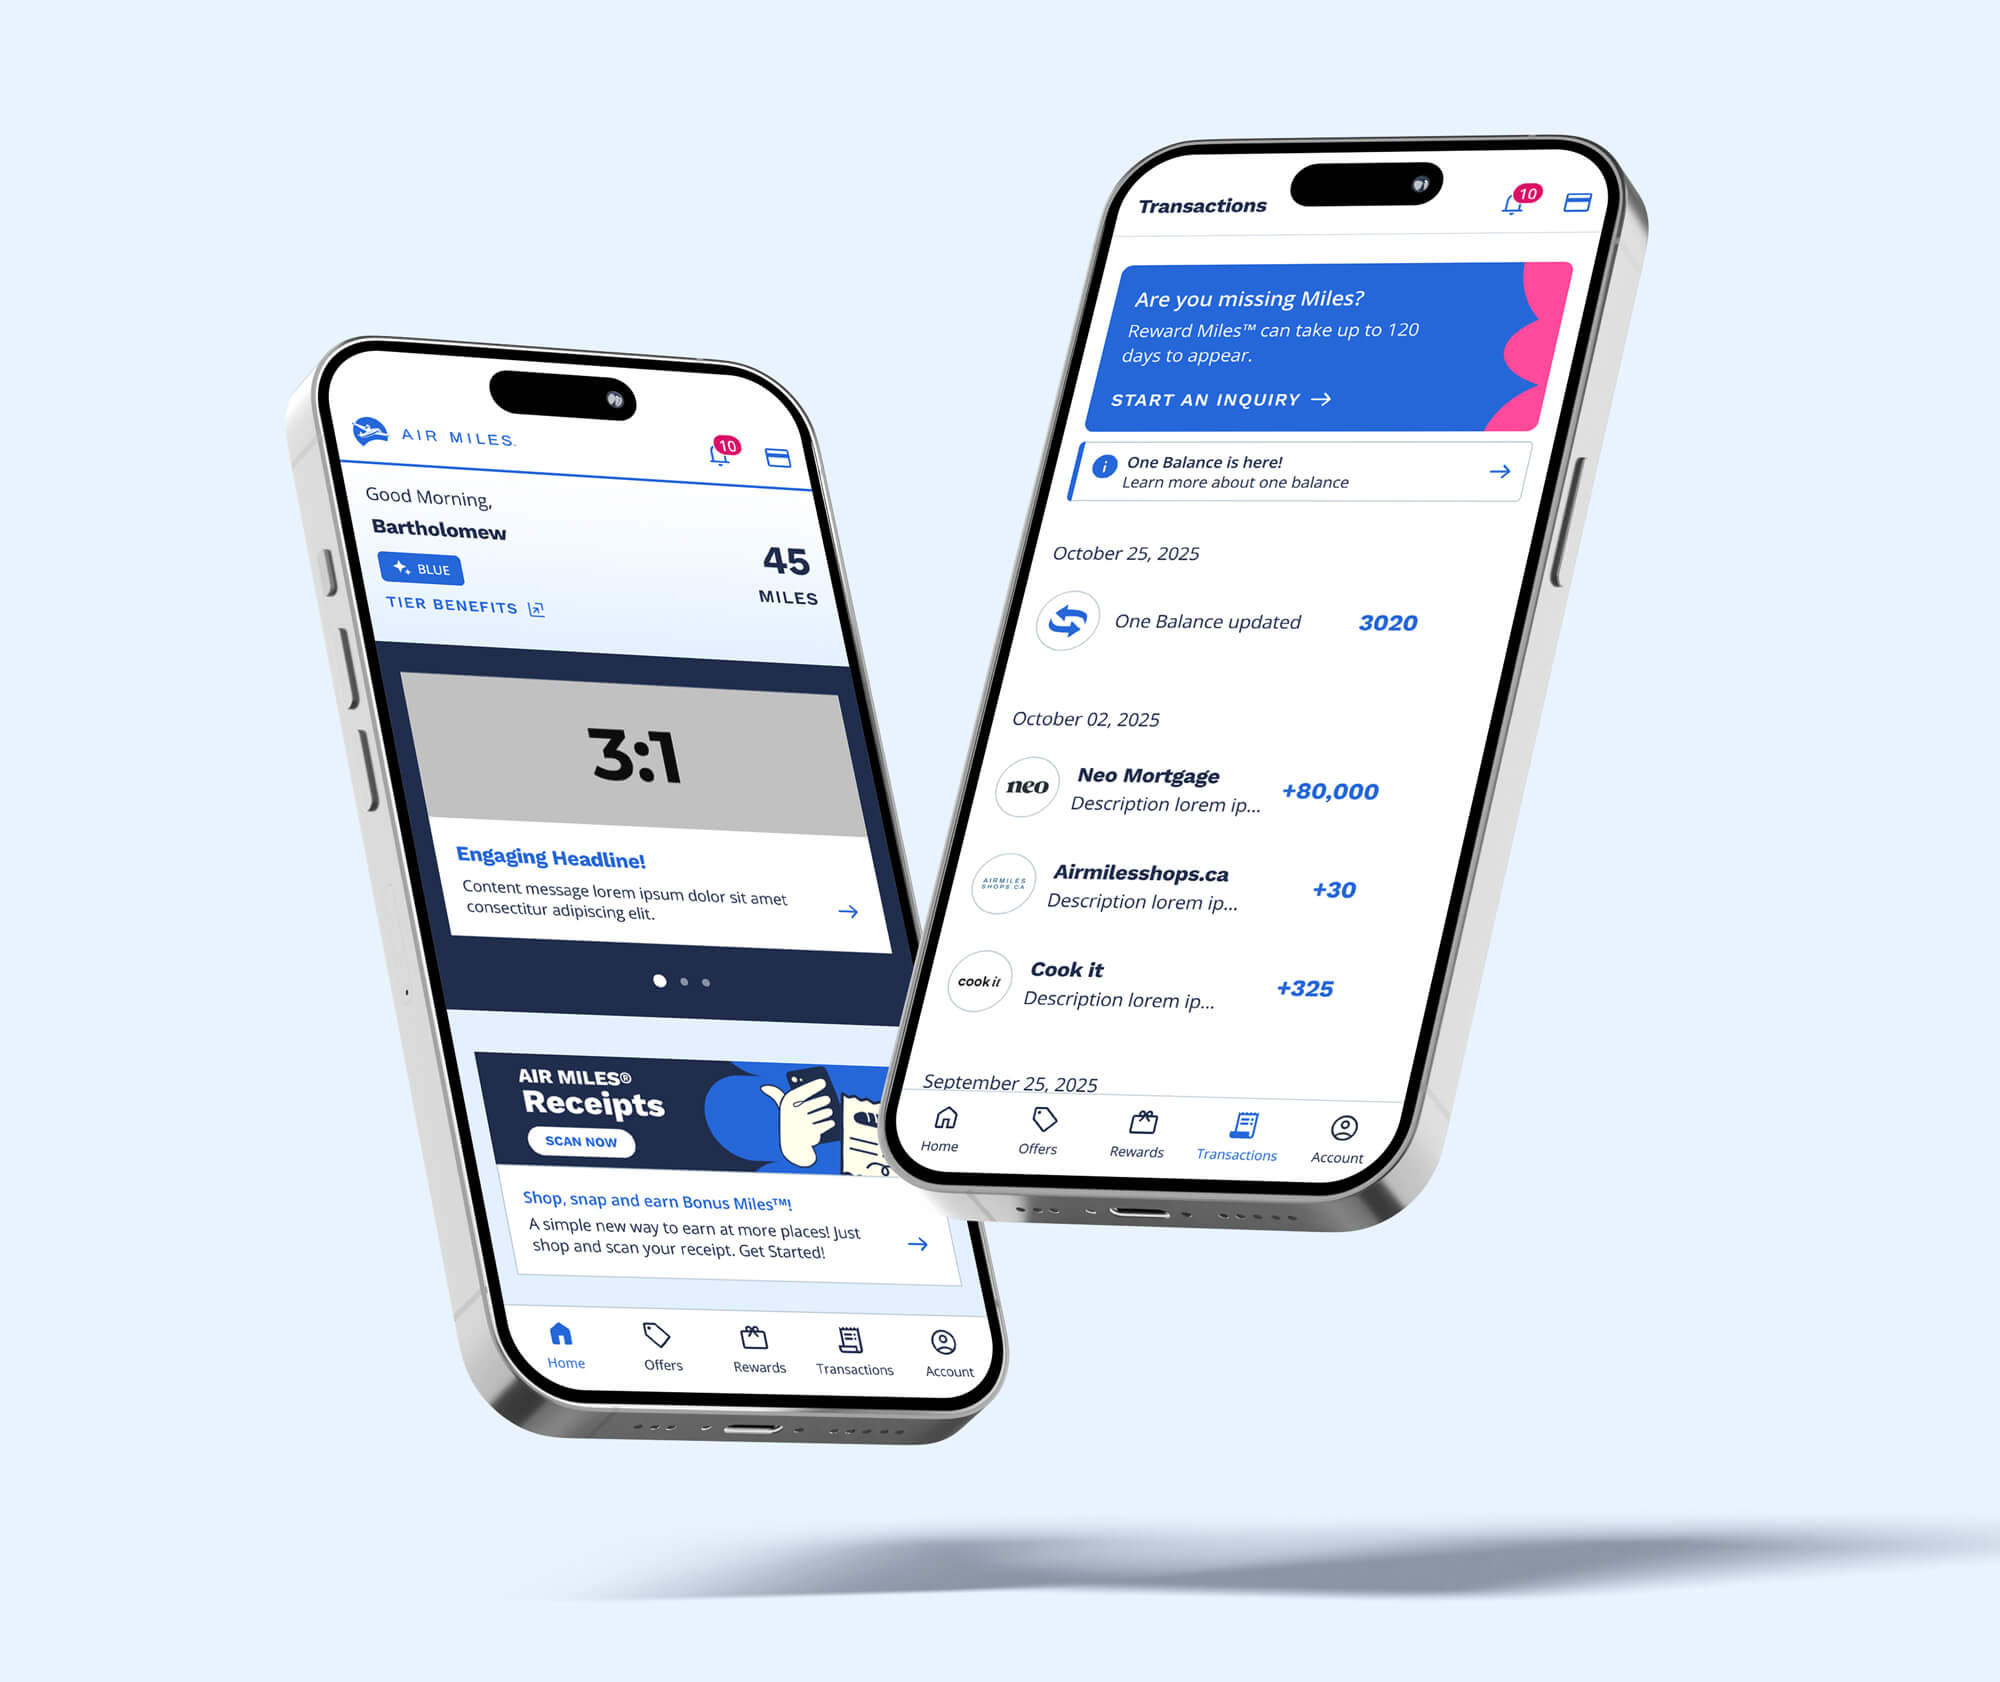 AIR MILES.
10
Good Morning,
Bartholomew
BLUE
TIER BENEFITS
45
MILES
3:1
Engaging Headline!
Content message lorem ipsum dolor sit amet
consectitur adipiscing elit.
AIR MILES®
Receipts
SCAN NOW
Shop, snap and earn Bonus Miles™!
A simple new way to earn at more places! Just
shop and scan your receipt. Get Started!
Home
Offers
Rewards
Transactions
Account
Transactions
10
Are you missing Miles?
Reward Miles™ can take up to 120
days to appear.
START AN INQUIRY
i
One Balance is here!
Learn more about one balance
October 25, 2025
One Balance updated
3020
October 02, 2025
neo
Neo Mortgage
Description lorem ip...
+80,000
AIRMILES
SHOPS.CA
Airmilesshops.ca
Description lorem ip...
+30
cook it
Cook it
Description lorem ip...
+325
September 25, 2025
Home
Offers
Rewards
Transactions
Account